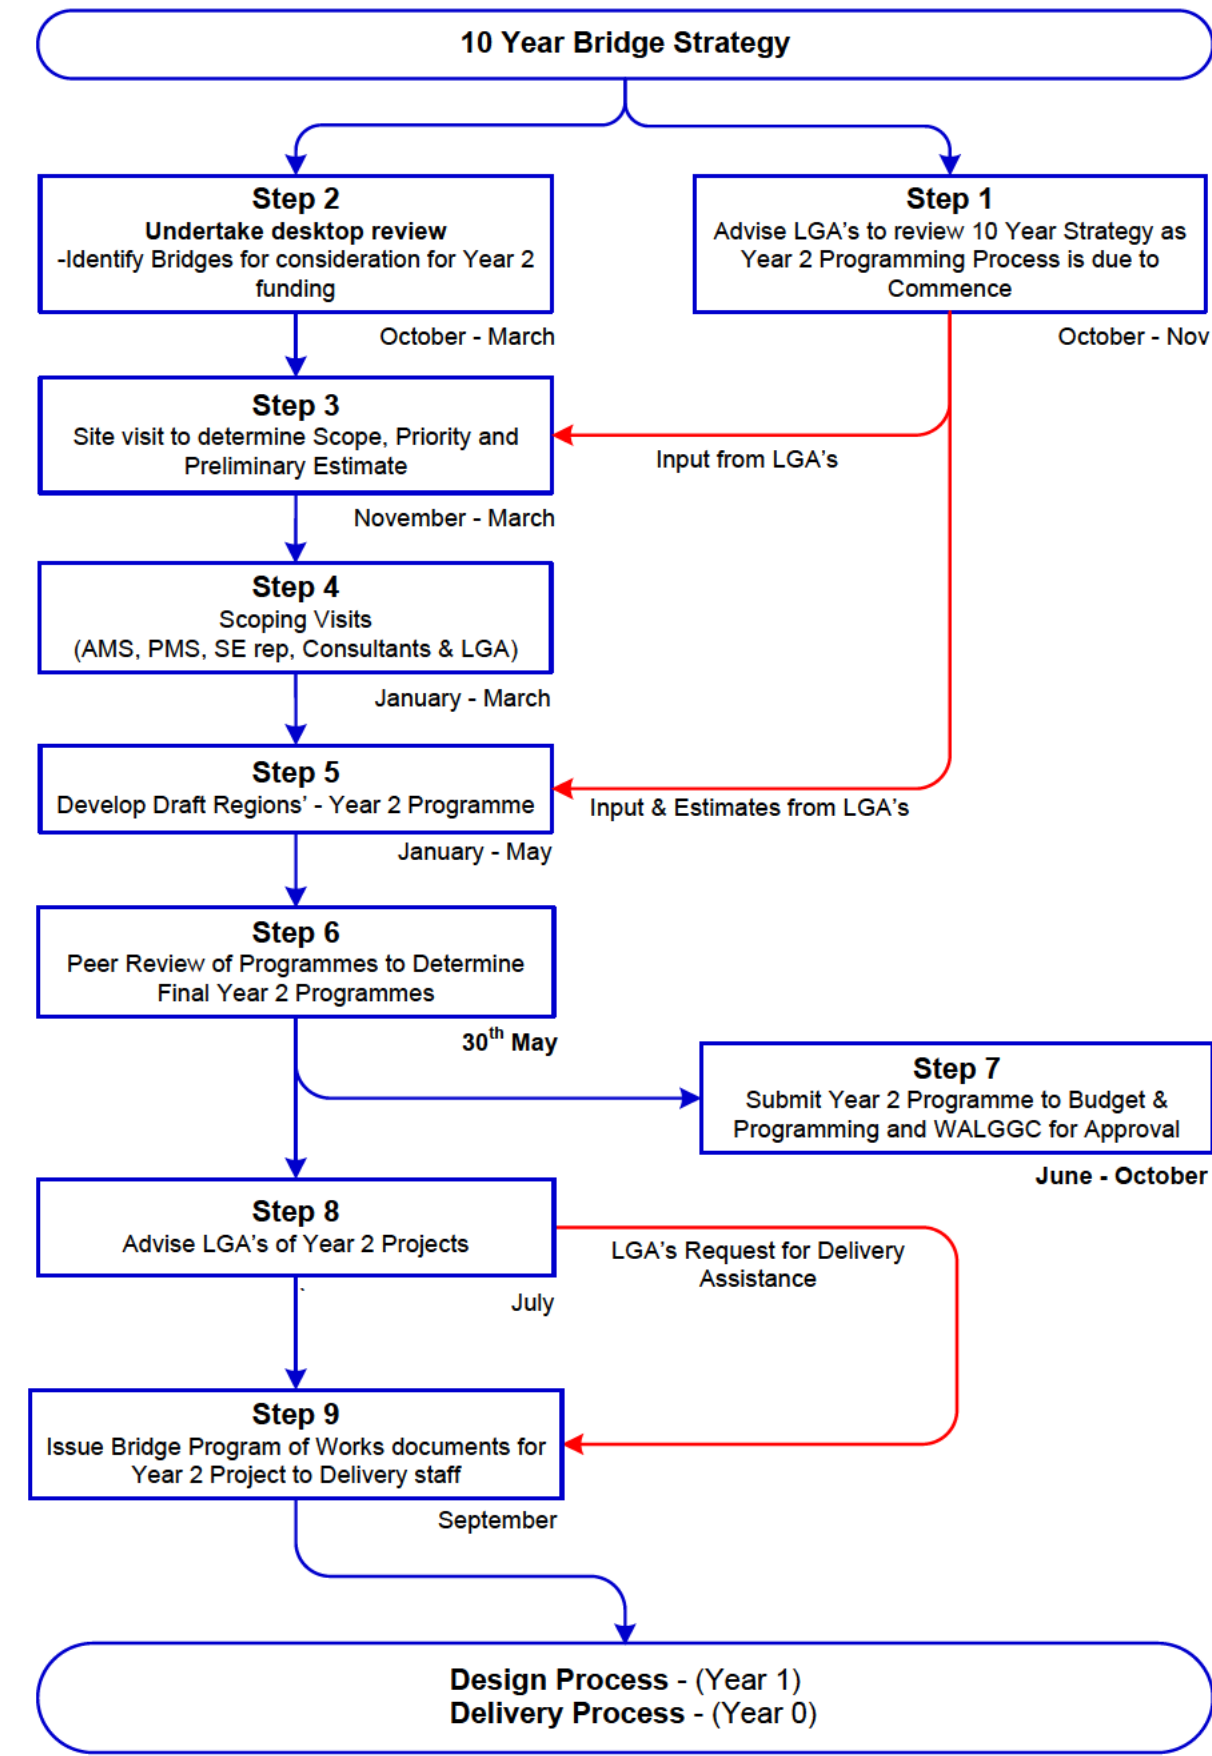 10 Year Bridge Strategy
Step 2
Undertake desktop review
-Identify Bridges for consideration for Year 2
funding
October - March
Step 1
Advise LGA's to review 10 Year Strategy as
Year 2 Programming Process is due to
Commence
October - Nov
Step 3
Site visit to determine Scope, Priority and
Preliminary Estimate
November - March
Input from LGA's
Step 4
Scoping Visits
(AMS, PMS, SE rep, Consultants & LGA)
January - March
Step 5
Develop Draft Regions' - Year 2 Programme
January - May
Input & Estimates from LGA's
Step 6
Peer Review of Programmes to Determine
Final Year 2 Programmes
30th May
Step 7
Submit Year 2 Programme to Budget &
Programming and WALGGC for Approval
June - October
Step 8
Advise LGA's of Year 2 Projects
July
LGA's Request for Delivery
Assistance
Step 9
Issue Bridge Program of Works documents for
Year 2 Project to Delivery staff
September
Design Process - (Year 1)
Delivery Process - (Year 0)